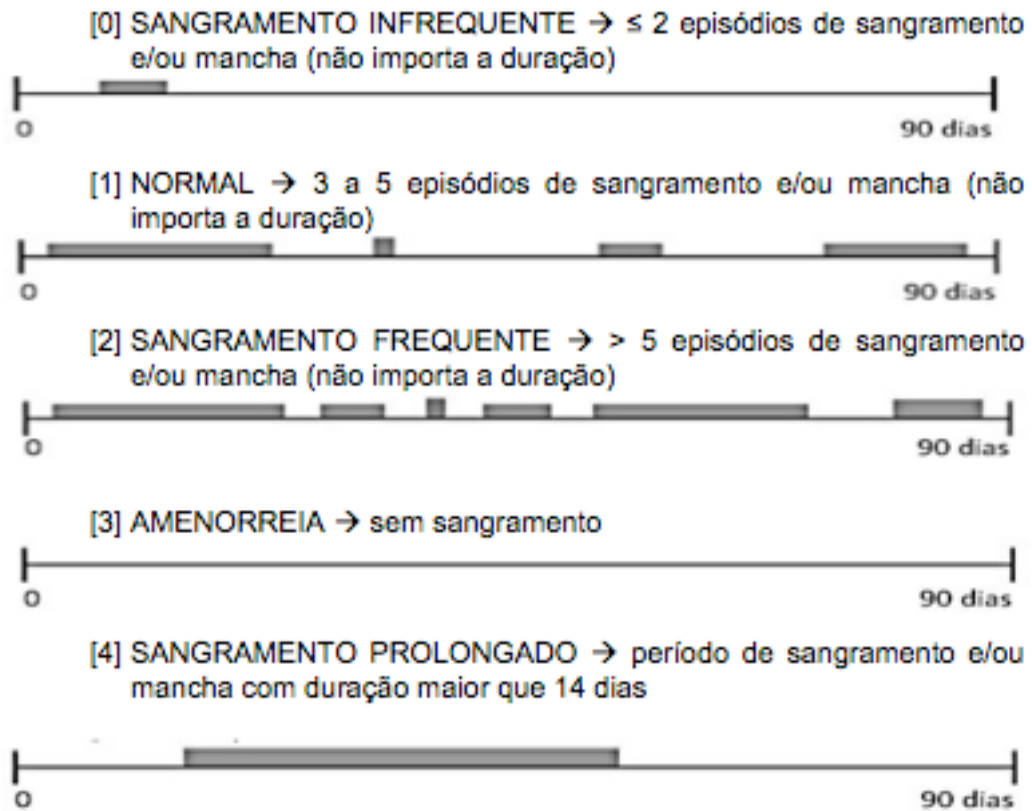 [0] SANGRAMENTO INFREQUENTE → ≤ 2 episódios de sangramento
e/ou mancha (não importa a duração)
0 90 dias
[1] NORMAL → 3 a 5 episódios de sangramento e/ou mancha (não
importa a duração)
0 90 dias
[2] SANGRAMENTO FREQUENTE → > 5 episódios de sangramento
e/ou mancha (não importa a duração)
0 90 dias
[3] AMENORREIA → sem sangramento
0 90 dias
[4] SANGRAMENTO PROLONGADO → período de sangramento e/ou
mancha com duração maior que 14 dias
0 90 dias